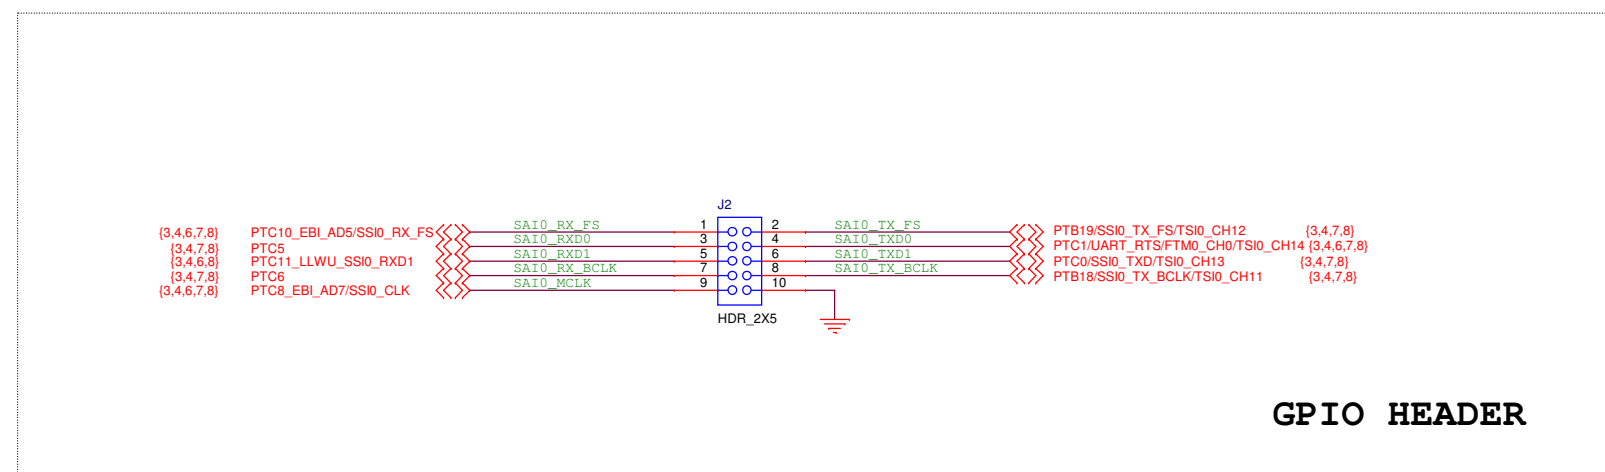 J2
{3,4,6,7,8} PTC10_EBI_AD5/SSI0_RX_FS SAI0_RX_FS 1 2 SAI0_TX_FS PTB19/SSI0_TX_FS/TSI0_CH12 {3,4,7,8}
{3,4,7,8} PTC5 SAI0_RXD0 3 4 SAI0_TXD0 PTC1/UART_RTS/FTM0_CH0/TSI0_CH14 {3,4,6,7,8}
{3,4,6,8} PTC11_LLWU_SSI0_RXD1 SAI0_RXD1 5 6 SAI0_TXD1 PTC0/SSI0_TXD/TSI0_CH13 {3,4,7,8}
{3,4,7,8} PTC6 SAI0_RX_BCLK 7 8 SAI0_TX_BCLK PTB18/SSI0_TX_BCLK/TSI0_CH11 {3,4,7,8}
{3,4,6,7,8} PTC8_EBI_AD7/SSI0_CLK SAI0_MCLK 9 10
HDR_2X5
GPIO HEADER